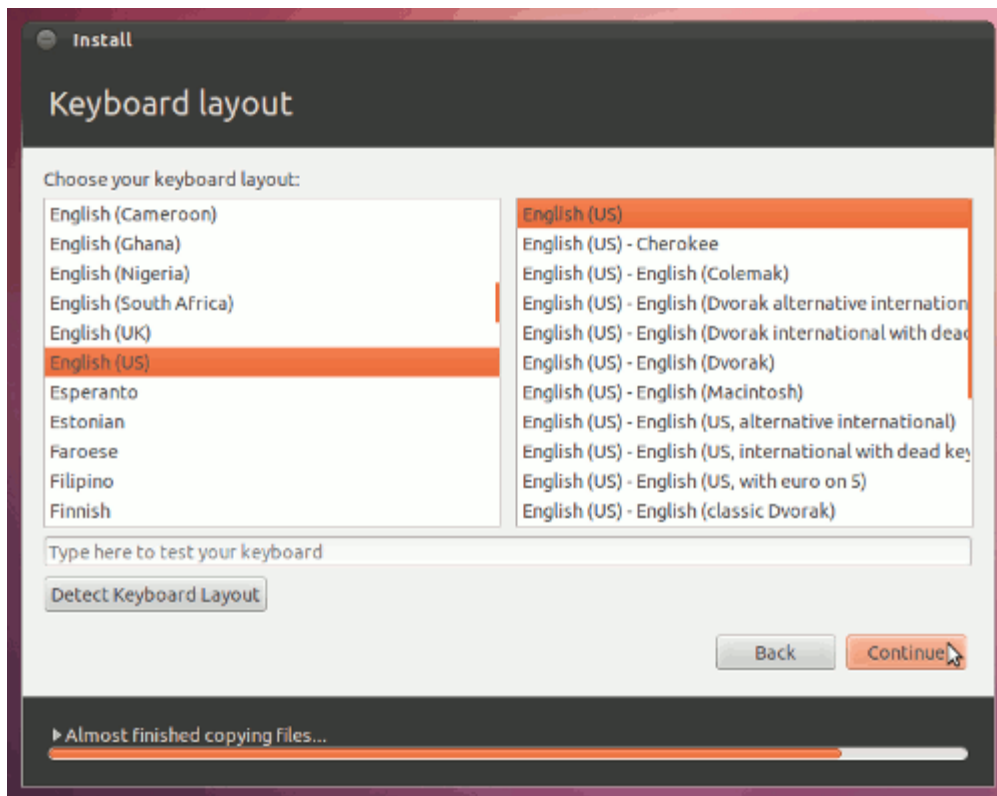 Install
Keyboard layout
Choose your keyboard layout:
English (Cameroon)
English (Ghana)
English (Nigeria)
English (South Africa)
English (UK)
English (US)
Esperanto
Estonian
Faroese
Filipino
Finnish
English (US)
English (US) - Cherokee
English (US) - English (Colemak)
English (US) - English (Dvorak alternative internation
English (US) - English (Dvorak international with dead
English (US) - English (Dvorak)
English (US) - English (Macintosh)
English (US) - English (US, alternative international)
English (US) - English (US, international with dead key
English (US) - English (US, with euro on 5)
English (US) - English (classic Dvorak)
Type here to test your keyboard
Detect Keyboard Layout
Back
Continue
Almost finished copying files...